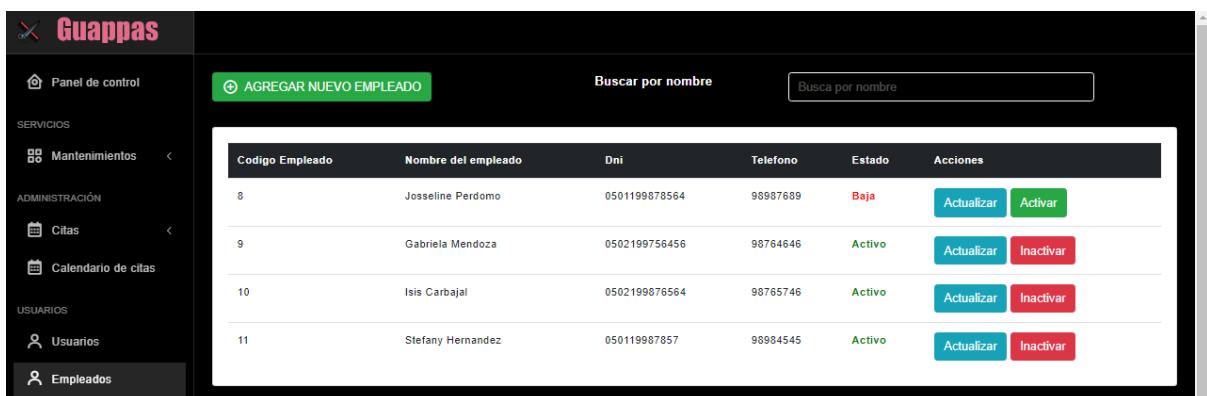 Guappas
Panel de control
AGREGAR NUEVO EMPLEADO
Buscar por nombre
Busca por nombre
SERVICIOS
Mantenimientos
ADMINISTRACIÓN
Citas
Calendario de citas
USUARIOS
Usuarios
Empleados
Codigo Empleado Nombre del empleado Dni Telefono Estado Acciones
8 Josseline Perdomo 0501199878564 98987689 Baja Actualizar Activar
9 Gabriela Mendoza 0502199756456 98764646 Activo Actualizar Inactivar
10 Isis Carbajal 0502199876564 98765746 Activo Actualizar Inactivar
11 Stefany Hernandez 050119987857 98984545 Activo Actualizar Inactivar